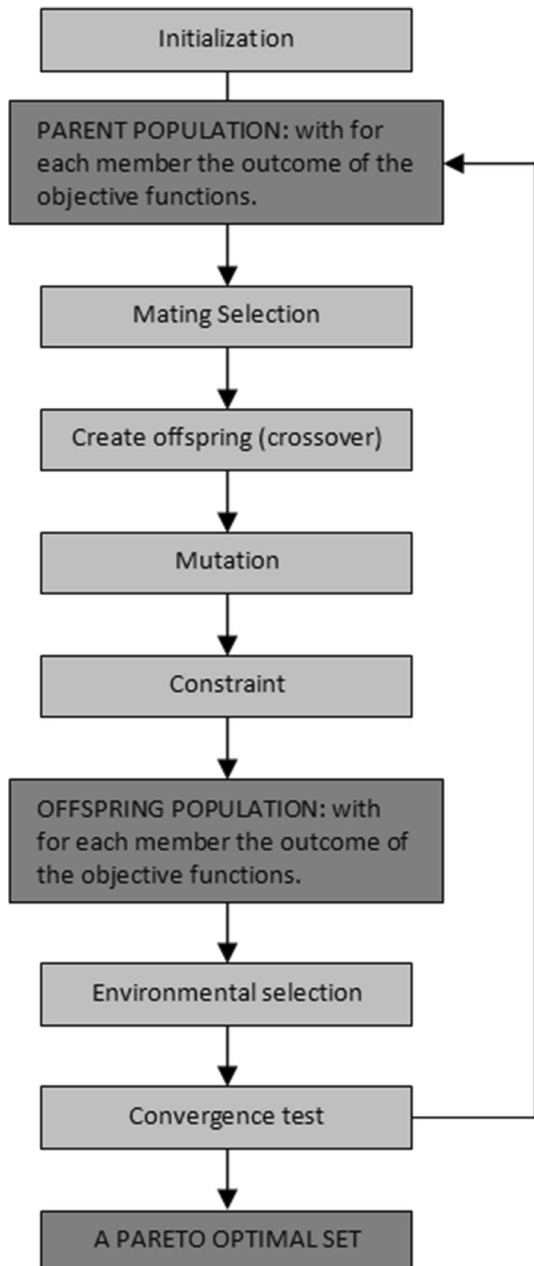 Initialization
PARENT POPULATION: with for
each member the outcome of the
objective functions.
Mating Selection
Create offspring (crossover)
Mutation
Constraint
OFFSPRING POPULATION: with
for each member the outcome of
the objective functions.
Environmental selection
Convergence test
A PARETO OPTIMAL SET